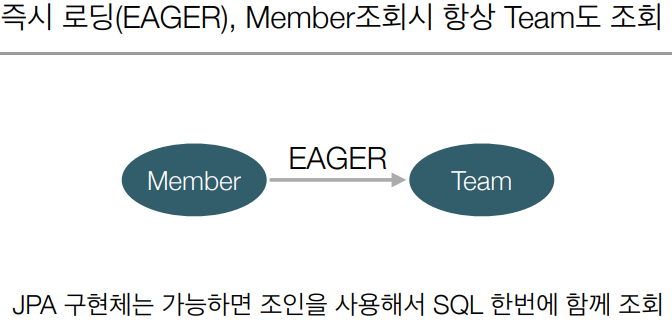 즉시 로딩(EAGER), Member조회시 항상 Team도 조회
EAGER
Member
Team
JPA 구현체는 가능하면 조인을 사용해서 SQL 한번에 함께 조회